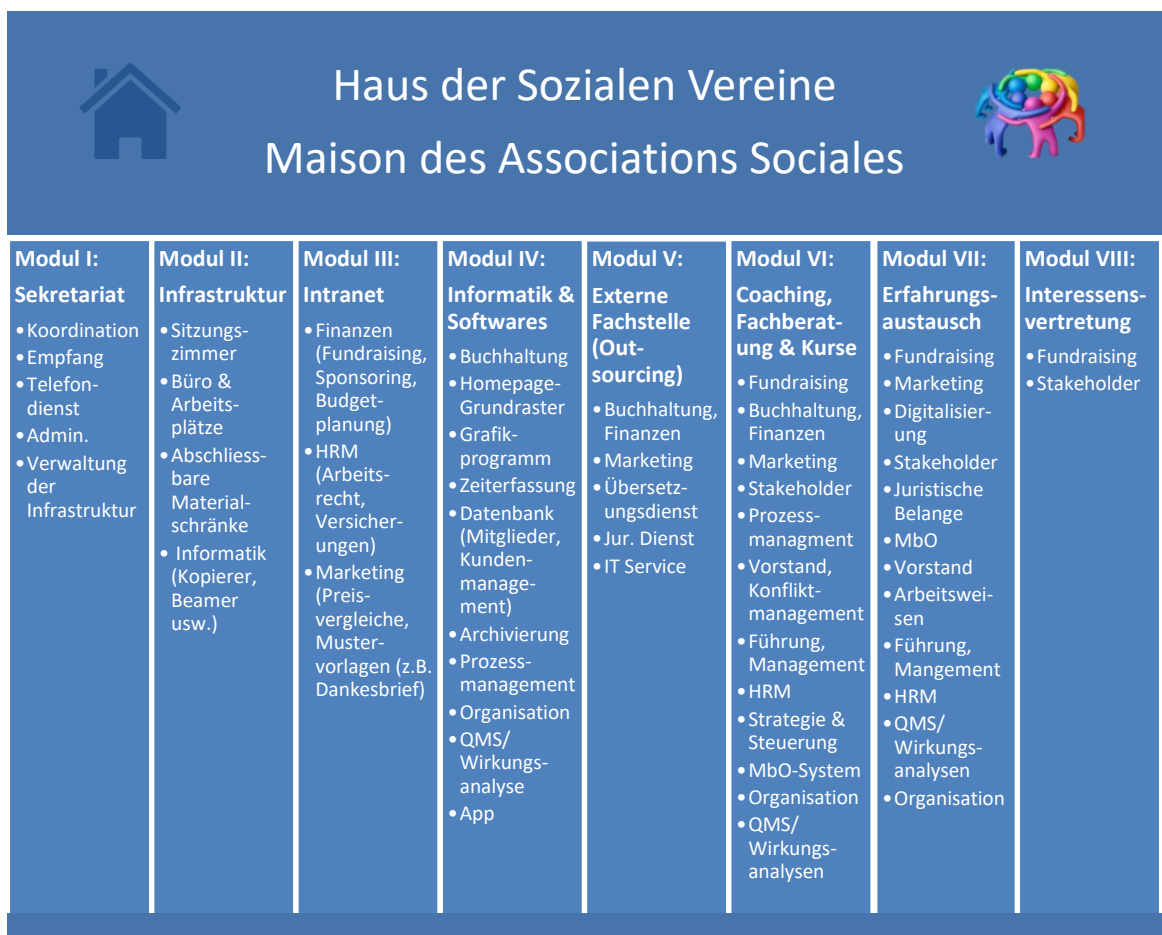 Haus der Sozialen Vereine
Maison des Associations Sociales
Modul I:
Sekretariat
•Koordination
•Empfang
•Telefon-
dienst
•Admin.
•Verwaltung
der
Infrastruktur
Modul II:
Infrastruktur
•Sitzungs-
zimmer
•Büro &
Arbeits-
plätze
•Abschliess-
bare
Material-
schränke
• Informatik
(Kopierer,
Beamer
usw.)
Modul III:
Intranet
•Finanzen
(Fundraising,
Sponsoring,
Budget-
planung)
•HRM
(Arbeits-
recht,
Versicher-
ungen)
•Marketing
(Preis-
vergleiche,
Muster-
vorlagen (z.B.
Dankesbrief)
Modul IV:
Informatik &
Softwares
•Buchhaltung
•Homepage-
Grundraster
•Grafik-
programm
•Zeiterfassung
•Datenbank
(Mitglieder,
Kunden-
manage-
ment)
•Archivierung
•Prozess-
management
•Organisation
•QMS/
Wirkungs-
analyse
•App
Modul V:
Externe
Fachstelle
(Out-
sourcing)
•Buchhaltung,
Finanzen
•Marketing
•Übersetz-
ungsdienst
•Jur. Dienst
•IT Service
Modul VI:
Coaching,
Fachberat-
ung & Kurse
•Fundraising
•Buchhaltung,
Finanzen
•Marketing
•Stakeholder
•Prozess-
managment
•Vorstand,
Konflikt-
management
•Führung,
Management
•HRM
•Strategie &
Steuerung
•MbO-System
•Organisation
•QMS/
Wirkungs-
analysen
Modul VII:
Erfahrungs-
austausch
•Fundraising
•Marketing
•Digitalisier-
ung
•Stakeholder
•Juristische
Belange
•MbO
•Vorstand
•Arbeitswei-
sen
•Führung,
Mangement
•HRM
•QMS/
Wirkungs-
analysen
•Organisation
Modul VIII:
Interessens-
vertretung
•Fundraising
•Stakeholder